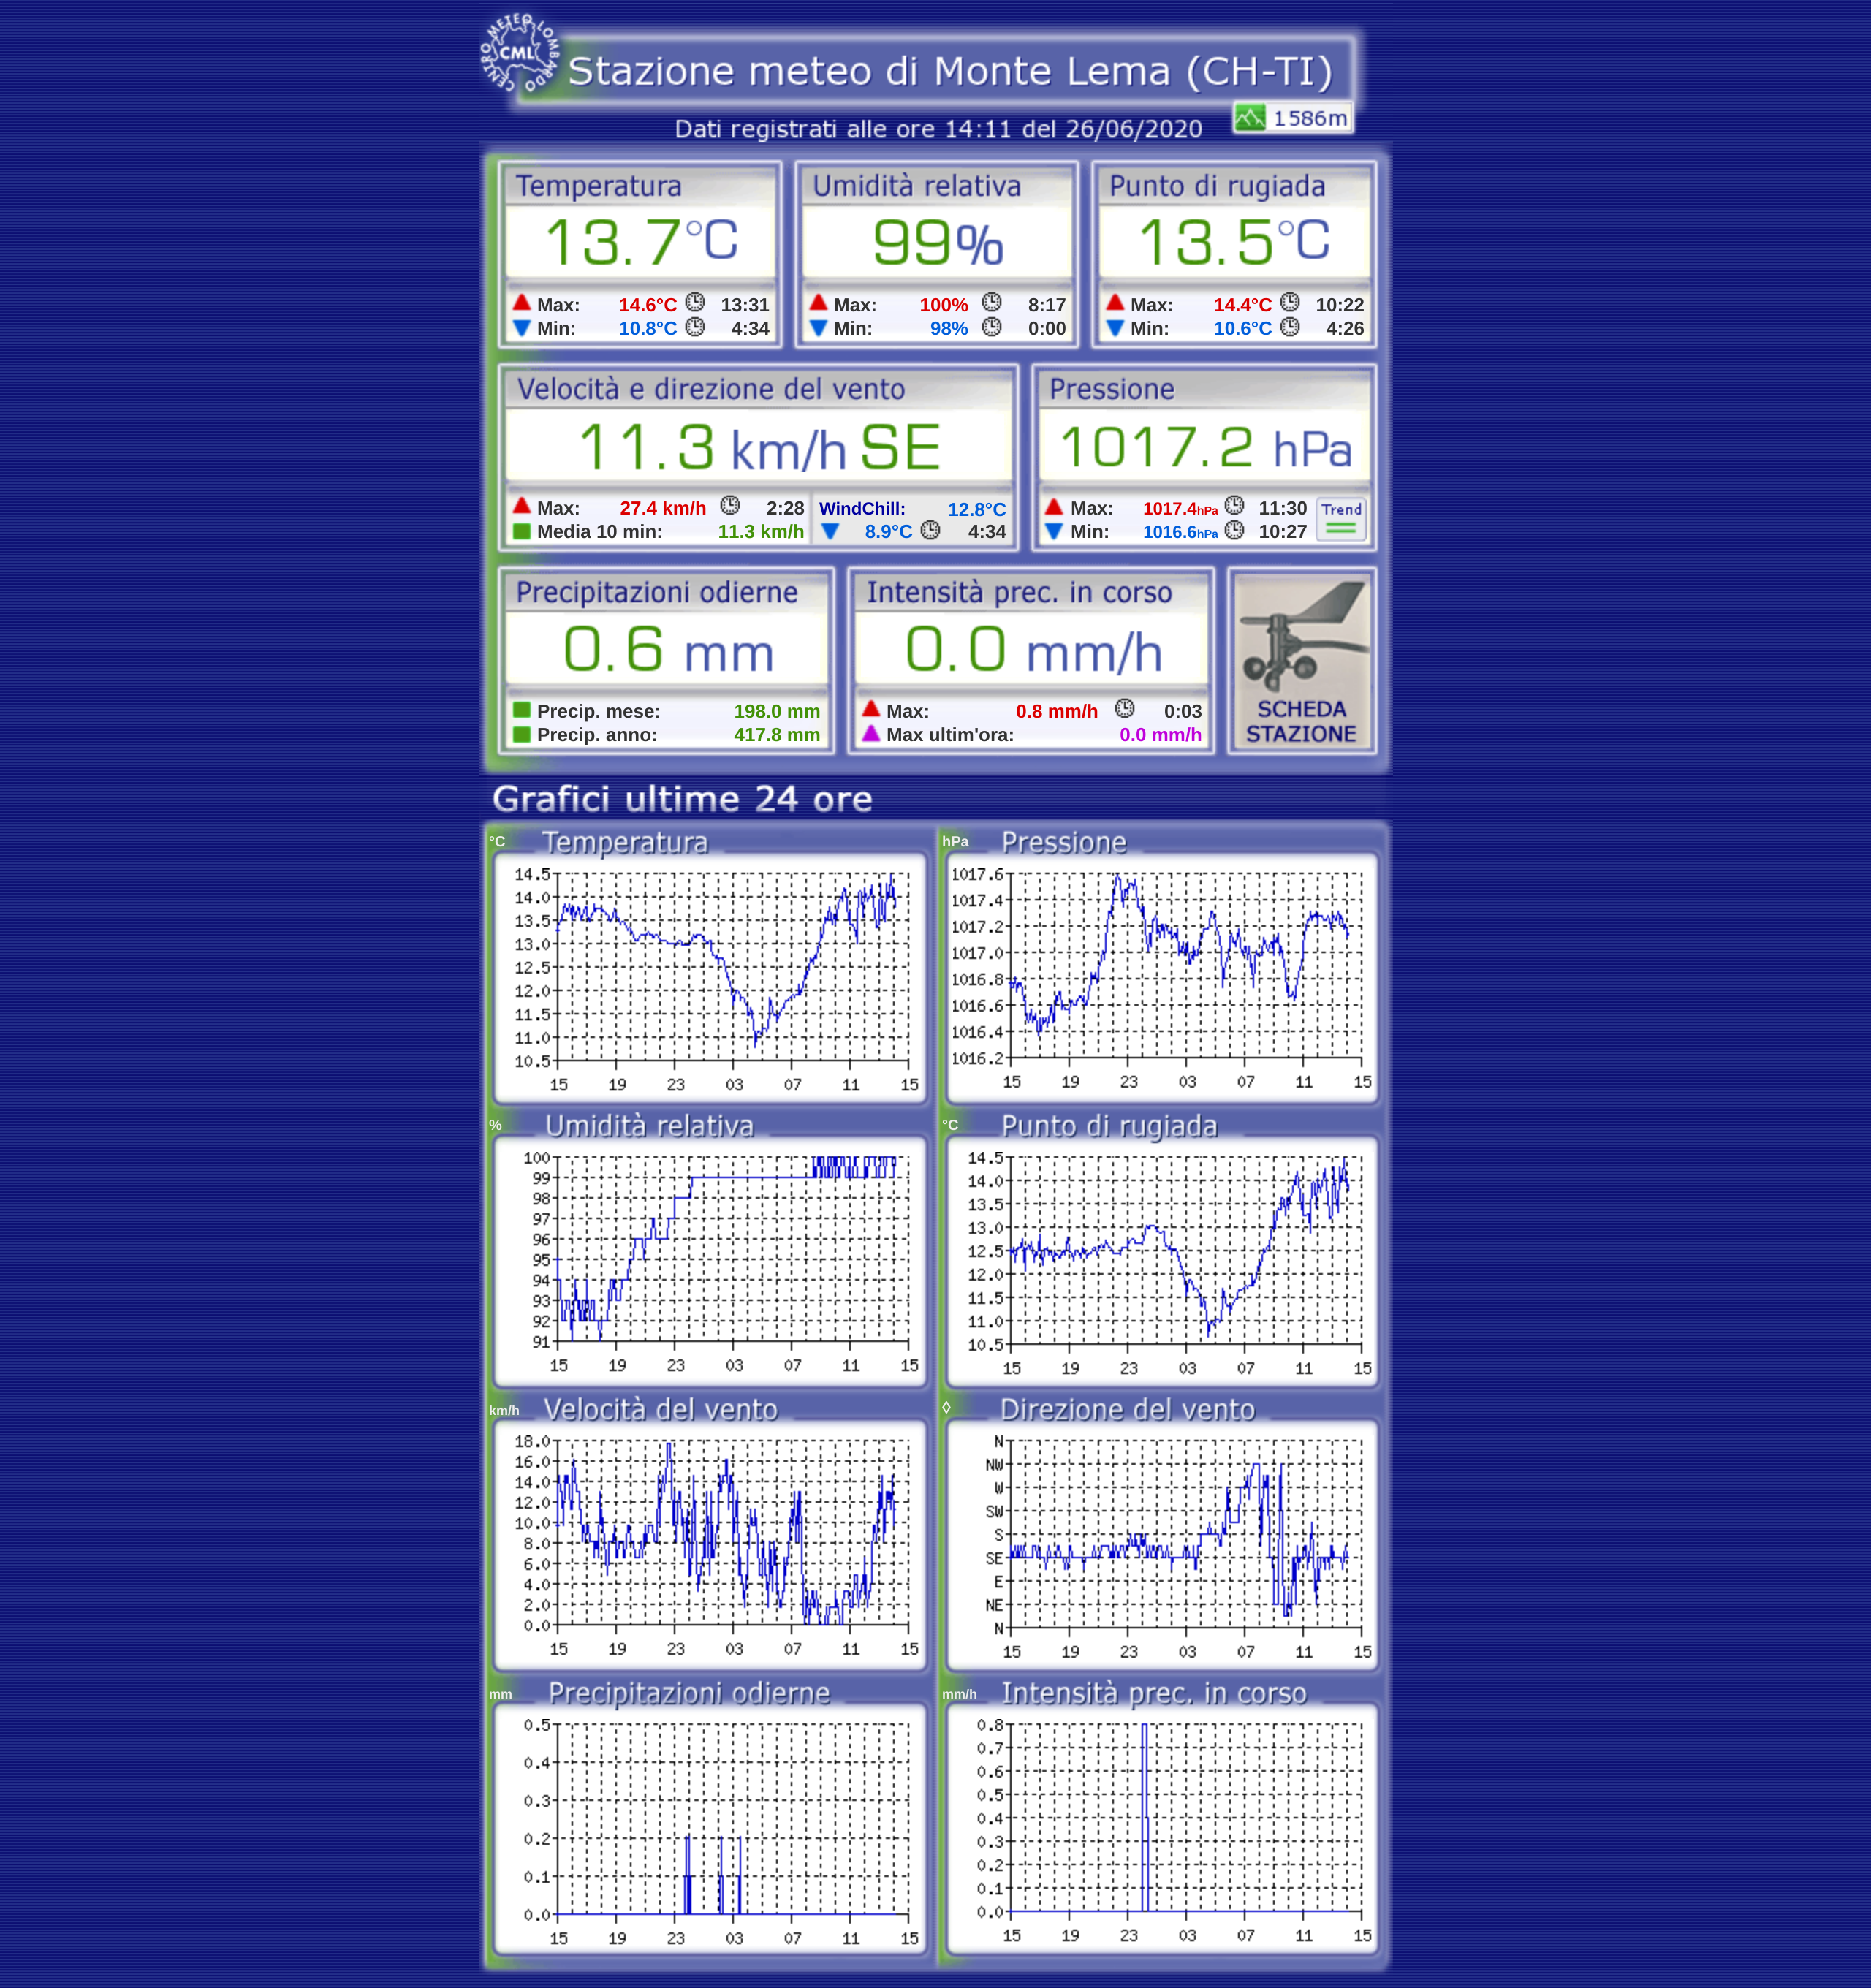 CENTRO METEO LOMBARDO
CML
Stazione meteo di Monte Lema (CH-TI)
1586m
Dati registrati alle ore 14:11 del 26/06/2020
Temperatura
13.7°C
Max: 14.6°C 13:31
Min: 10.8°C 4:34
Umidità relativa
99%
Max: 100% 8:17
Min: 98% 0:00
Punto di rugiada
13.5°C
Max: 14.4°C 10:22
Min: 10.6°C 4:26
Velocità e direzione del vento
11.3 km/h SE
Max: 27.4 km/h 2:28
Media 10 min: 11.3 km/h
WindChill: 12.8°C
8.9°C 4:34
Pressione
1017.2 hPa
Max: 1017.4hPa 11:30
Min: 1016.6hPa 10:27
Trend
Precipitazioni odierne
0.6 mm
Precip. mese: 198.0 mm
Precip. anno: 417.8 mm
Intensità prec. in corso
0.0 mm/h
Max: 0.8 mm/h 0:03
Max ultim'ora: 0.0 mm/h
SCHEDA
STAZIONE
Grafici ultime 24 ore
°C Temperatura
14.5
14.0
13.5
13.0
12.5
12.0
11.5
11.0
10.5
15 19 23 03 07 11 15
hPa Pressione
1017.6
1017.4
1017.2
1017.0
1016.8
1016.6
1016.4
1016.2
15 19 23 03 07 11 15
% Umidità relativa
100
99
98
97
96
95
94
93
92
91
15 19 23 03 07 11 15
°C Punto di rugiada
14.5
14.0
13.5
13.0
12.5
12.0
11.5
11.0
10.5
15 19 23 03 07 11 15
km/h Velocità del vento
18.0
16.0
14.0
12.0
10.0
8.0
6.0
4.0
2.0
0.0
15 19 23 03 07 11 15
◊ Direzione del vento
N
NW
W
SW
S
SE
E
NE
N
15 19 23 03 07 11 15
mm Precipitazioni odierne
0.5
0.4
0.3
0.2
0.1
0.0
15 19 23 03 07 11 15
mm/h Intensità prec. in corso
0.8
0.7
0.6
0.5
0.4
0.3
0.2
0.1
0.0
15 19 23 03 07 11 15